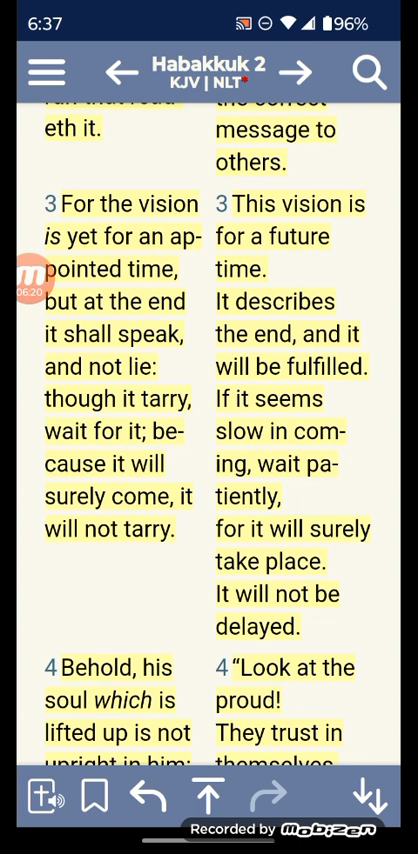 6:37
96%
Habakkuk 2
KJV | NLT*
eth it.
message to
others.
3 For the vision
is yet for an ap-
pointed time,
but at the end
it shall speak,
and not lie:
though it tarry,
wait for it; be-
cause it will
surely come, it
will not tarry.
3 This vision is
for a future
time.
It describes
the end, and it
will be fulfilled.
If it seems
slow in com-
ing, wait pa-
tiently,
for it will surely
take place.
It will not be
delayed.
06:20
4 Behold, his
soul which is
lifted up is not
upright in him:
4 “Look at the
proud!
They trust in
themselves
Recorded by mobizen